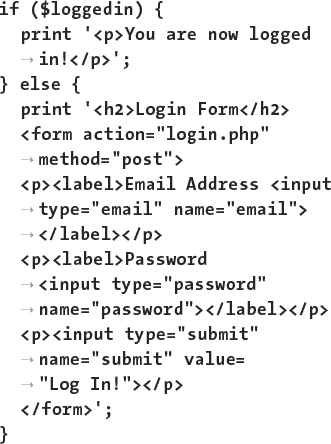 if ($loggedin) {
  print '<p>You are now logged
  → in!</p>';
} else {
  print '<h2>Login Form</h2>
  <form action="login.php"
  → method="post">
  <p><label>Email Address <input
  → type="email" name="email">
  → </label></p>
  <p><label>Password
  → <input type="password"
  → name="password"></label></p>
  <p><input type="submit"
  → name="submit" value=
  → "Log In!"></p>
  </form>';
}